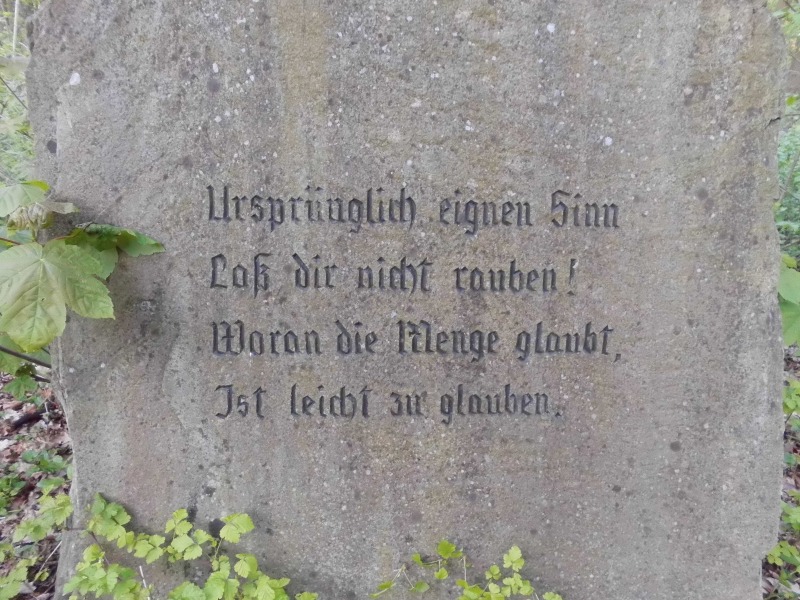 Ursprünglich eignen Sinn
Laß dir nicht rauben!
Woran die Menge glaubt,
Ist leicht zu glauben.